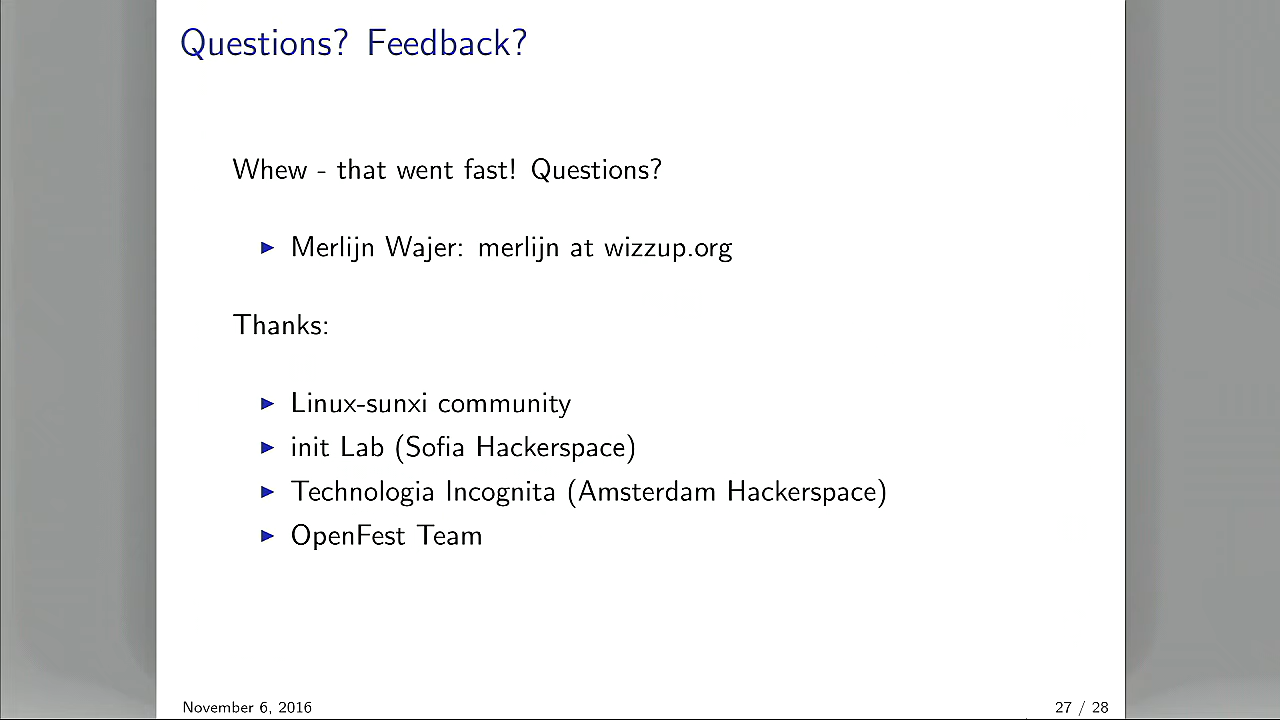 Questions? Feedback?
Whew - that went fast! Questions?
Merlijn Wajer: merlijn at wizzup.org
Thanks:
Linux-sunxi community
init Lab (Sofia Hackerspace)
Technologia Incognita (Amsterdam Hackerspace)
OpenFest Team
November 6, 2016
27 / 28